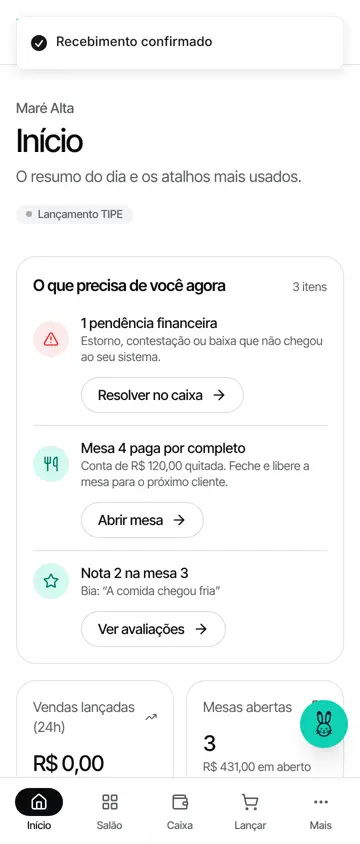 Recebimento confirmado
Maré Alta
Início
O resumo do dia e os atalhos mais usados.
Lançamento TIPE
O que precisa de você agora
3 itens
1 pendência financeira
Estorno, contestação ou baixa que não chegou
ao seu sistema.
Resolver no caixa
Mesa 4 paga por completo
Conta de R$ 120,00 quitada. Feche e libere a
mesa para o próximo cliente.
Abrir mesa
Nota 2 na mesa 3
Bia: “A comida chegou fria”
Ver avaliações
Vendas lançadas
(24h)
R$ 0,00
Mesas abertas
3
R$ 431,00 em aberto
Início
Salão
Caixa
Lançar
Mais